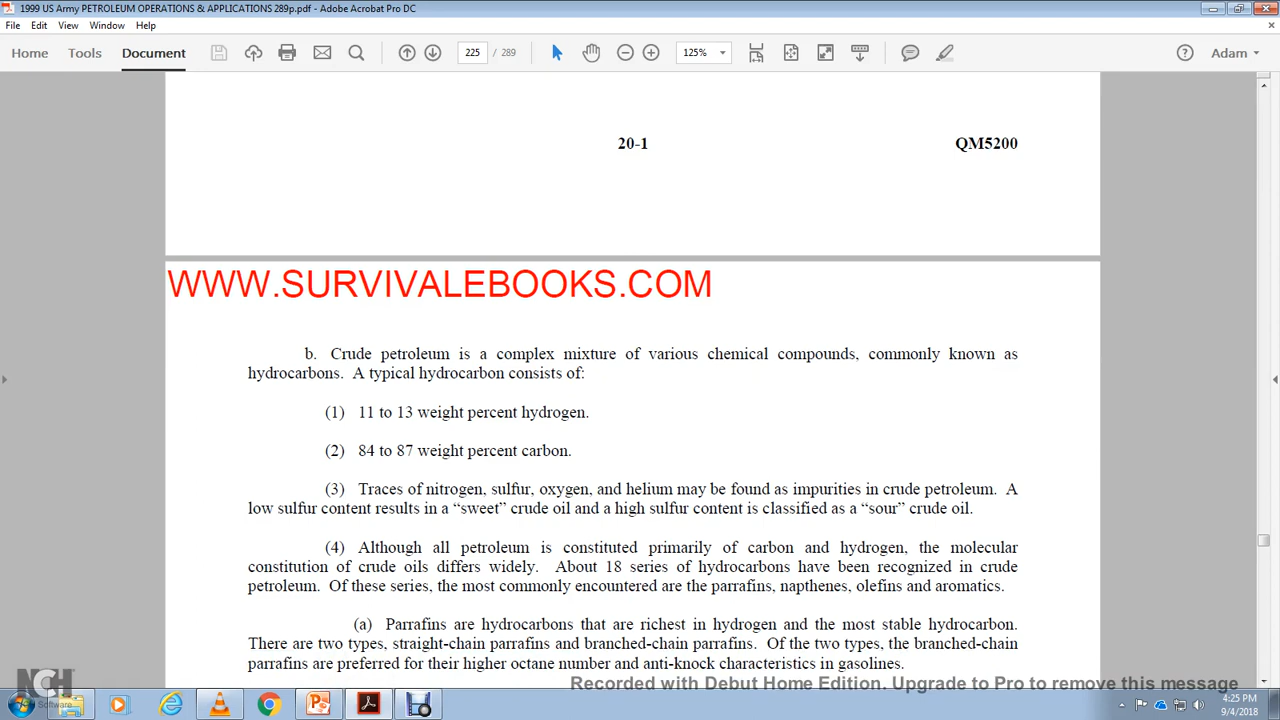 1999 US Army PETROLEUM OPERATIONS & APPLICATIONS 289p.pdf - Adobe Acrobat Pro DC
File Edit View Window Help
Home Tools Document 225 / 289 125% Adam
20-1 QM5200
WWW.SURVIVALEBOOKS.COM
b. Crude petroleum is a complex mixture of various chemical compounds, commonly known as
hydrocarbons. A typical hydrocarbon consists of:
(1) 11 to 13 weight percent hydrogen.
(2) 84 to 87 weight percent carbon.
(3) Traces of nitrogen, sulfur, oxygen, and helium may be found as impurities in crude petroleum. A
low sulfur content results in a “sweet” crude oil and a high sulfur content is classified as a “sour” crude oil.
(4) Although all petroleum is constituted primarily of carbon and hydrogen, the molecular
constitution of crude oils differs widely. About 18 series of hydrocarbons have been recognized in crude
petroleum. Of these series, the most commonly encountered are the parrafins, napthenes, olefins and aromatics.
(a) Parrafins are hydrocarbons that are richest in hydrogen and the most stable hydrocarbon.
There are two types, straight-chain parrafins and branched-chain parrafins. Of the two types, the branched-chain
parrafins are preferred for their higher octane number and anti-knock characteristics in gasolines.
Recorded with Debut Home Edition. Upgrade to Pro to remove this message
NCH Software
4:25 PM
9/4/2018